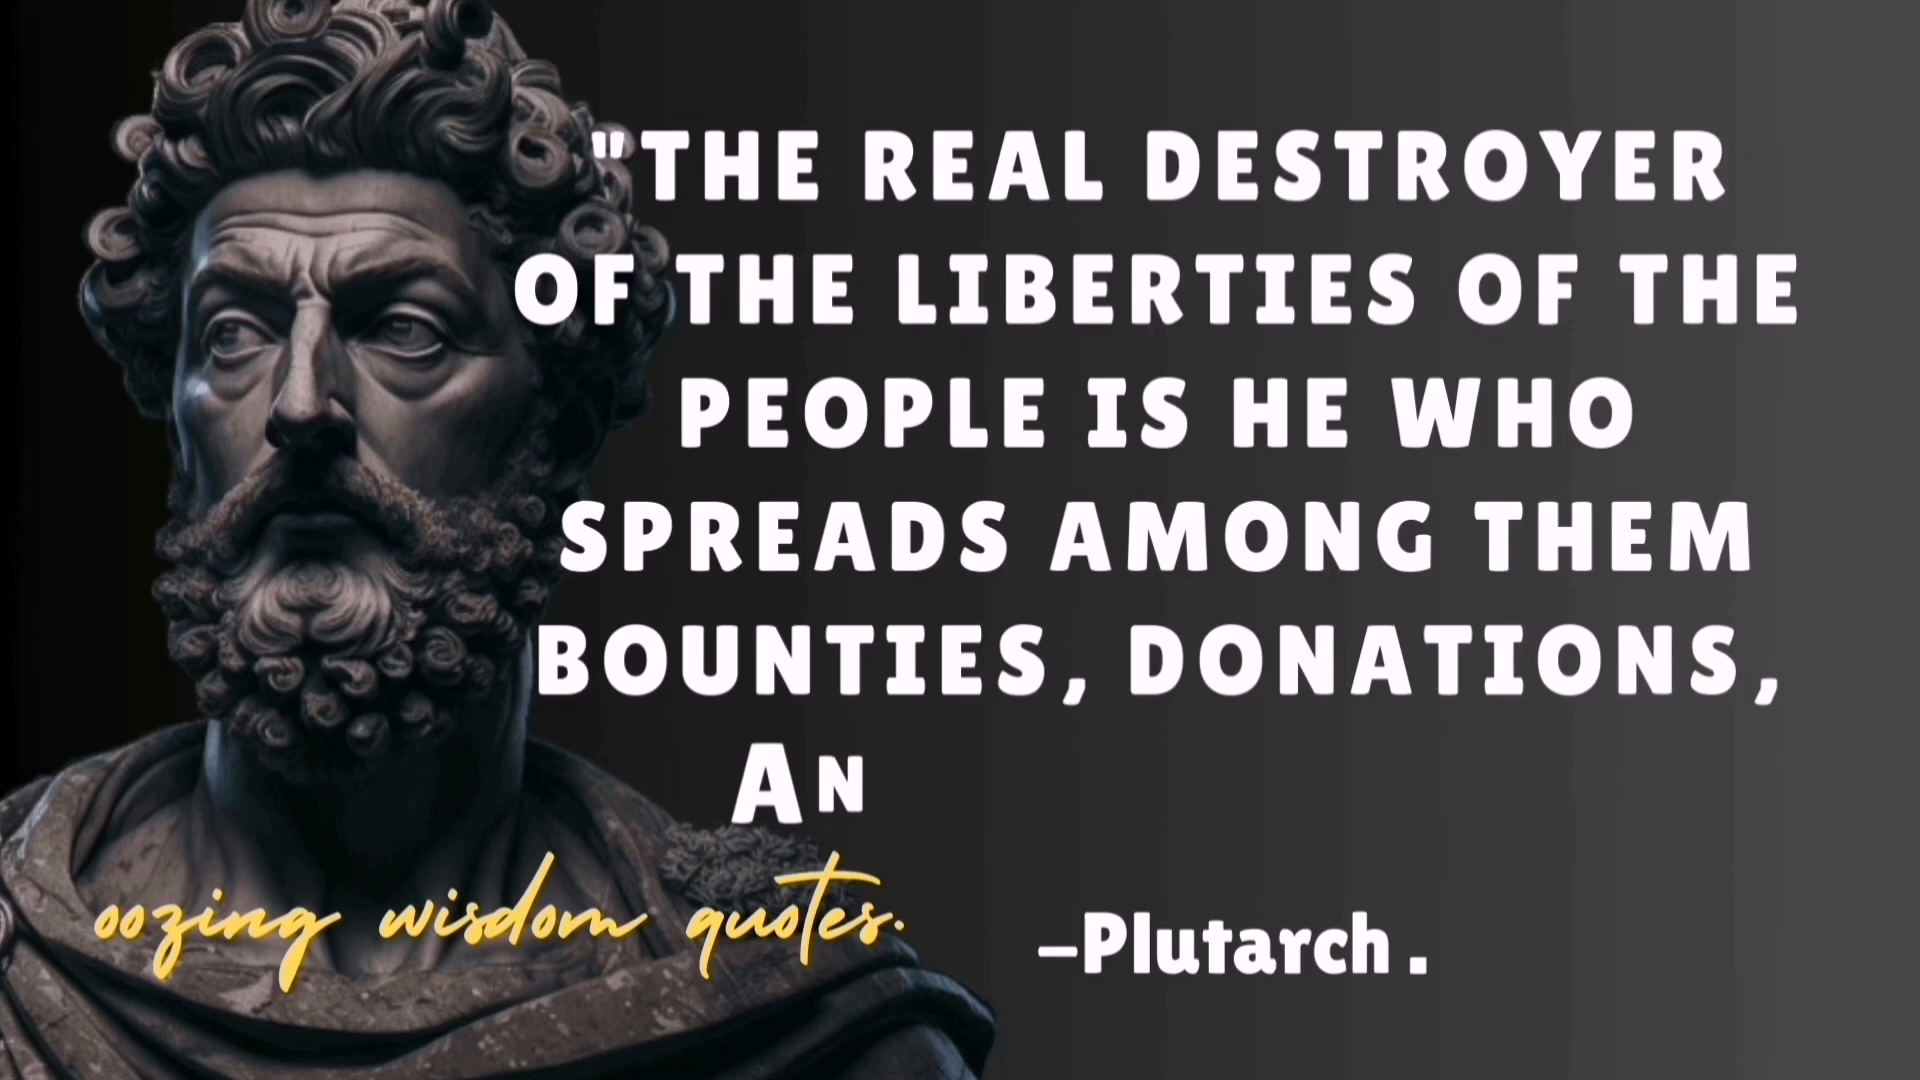 "THE REAL DESTROYER
OF THE LIBERTIES OF THE
PEOPLE IS HE WHO
SPREADS AMONG THEM
BOUNTIES, DONATIONS,
AN
oozing wisdom quotes.
–Plutarch.